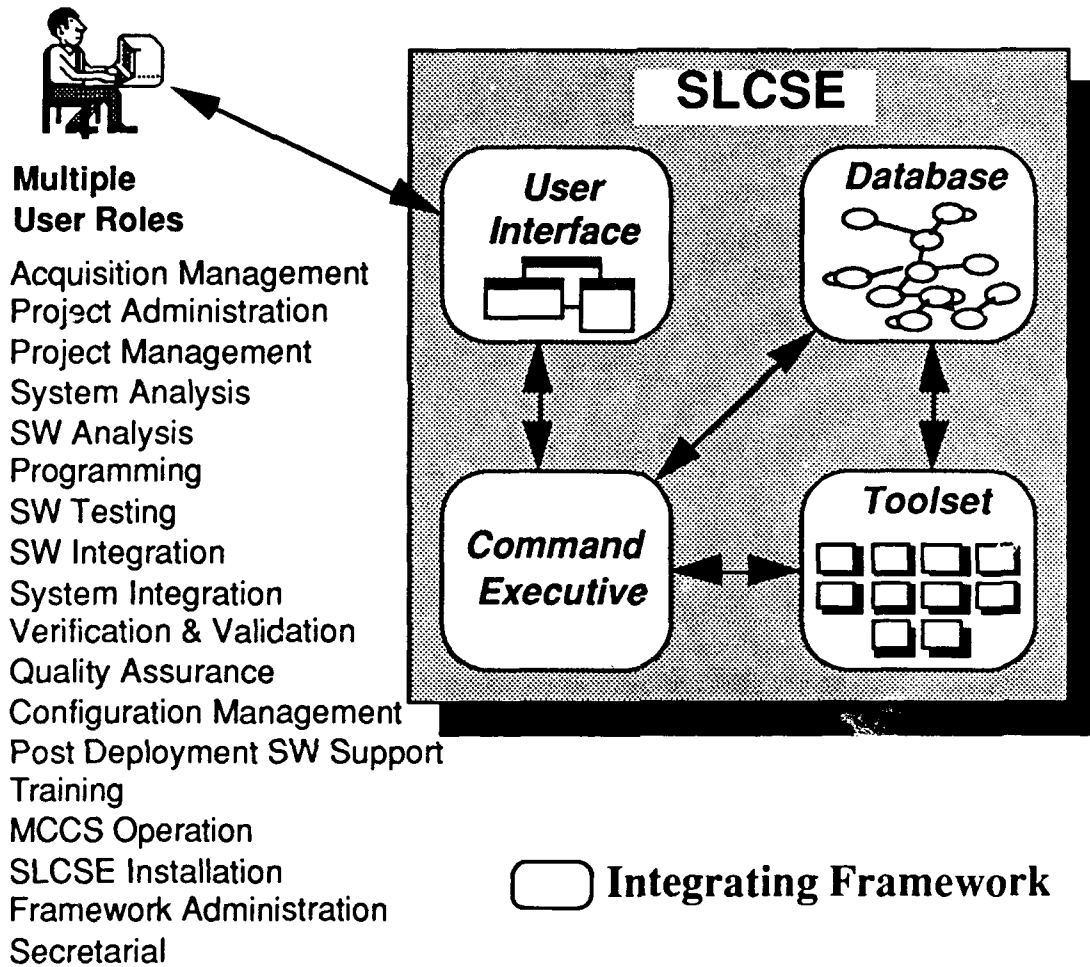 SLCSE
User
Interface
Database
Command
Executive
Toolset
Multiple
User Roles
Acquisition Management
Project Administration
Project Management
System Analysis
SW Analysis
Programming
SW Testing
SW Integration
System Integration
Verification & Validation
Quality Assurance
Configuration Management
Post Deployment SW Support
Training
MCCS Operation
SLCSE Installation
Framework Administration
Secretarial
Integrating Framework